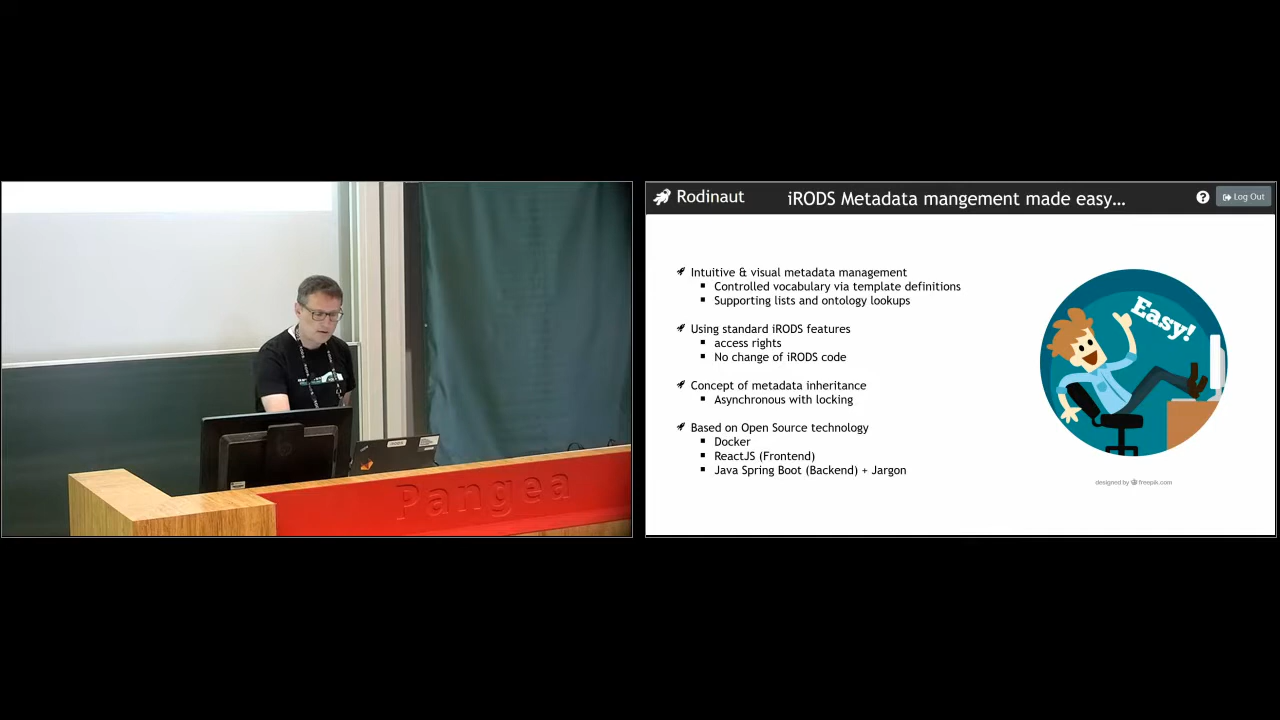 Pangea
Rodinaut
iRODS Metadata mangement made easy...
? Log Out
Intuitive & visual metadata management
Controlled vocabulary via template definitions
Supporting lists and ontology lookups
Using standard iRODS features
access rights
No change of iRODS code
Concept of metadata inheritance
Asynchronous with locking
Based on Open Source technology
Docker
ReactJS (Frontend)
Java Spring Boot (Backend) + Jargon
Easy!
designed by freepik.com